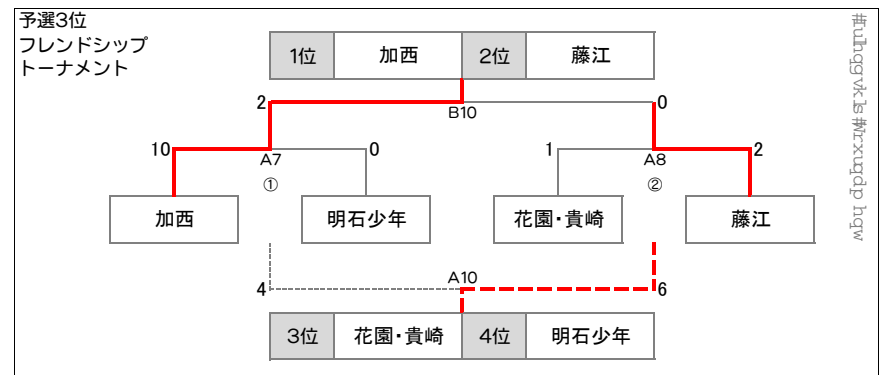 予選3位
フレンドシップ
トーナメント
1位 加西 2位 藤江
2 0
B10
10 0 1 2
A7 A8
① ②
加西 明石少年 花園・貴崎 藤江
A10
4 6
3位 花園・貴崎 4位 明石少年